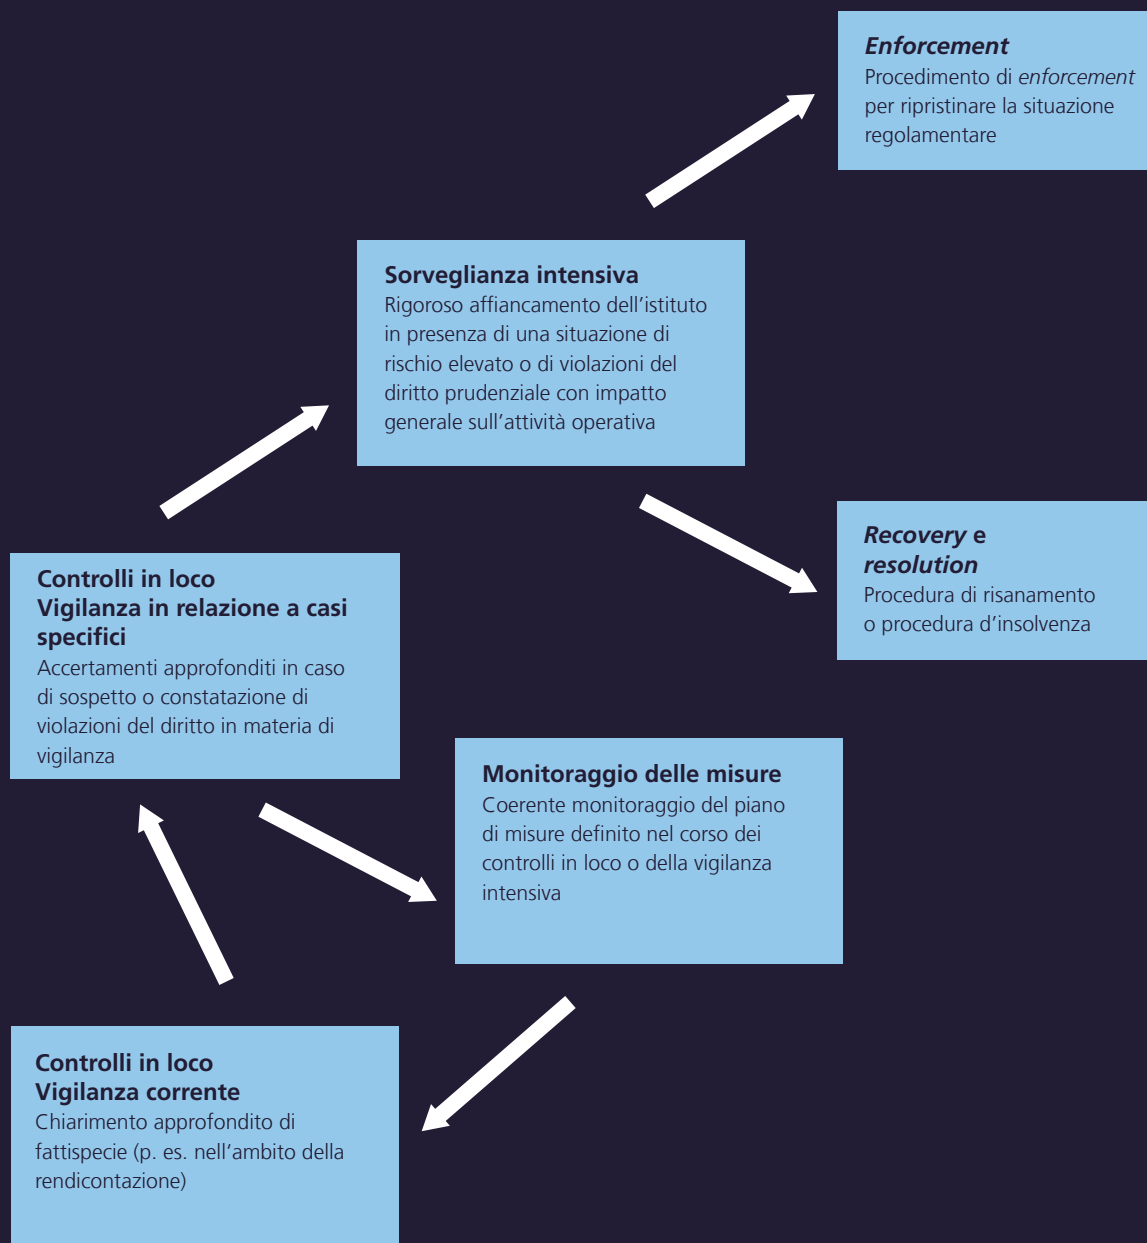 Enforcement
Procedimento di enforcement
per ripristinare la situazione
regolamentare
Sorveglianza intensiva
Rigoroso affiancamento dell’istituto
in presenza di una situazione di
rischio elevato o di violazioni del
diritto prudenziale con impatto
generale sull’attività operativa
Recovery e
resolution
Procedura di risanamento
o procedura d’insolvenza
Controlli in loco
Vigilanza in relazione a casi
specifici
Accertamenti approfonditi in caso
di sospetto o constatazione di
violazioni del diritto in materia di
vigilanza
Monitoraggio delle misure
Coerente monitoraggio del piano
di misure definito nel corso dei
controlli in loco o della vigilanza
intensiva
Controlli in loco
Vigilanza corrente
Chiarimento approfondito di
fattispecie (p. es. nell’ambito della
rendicontazione)